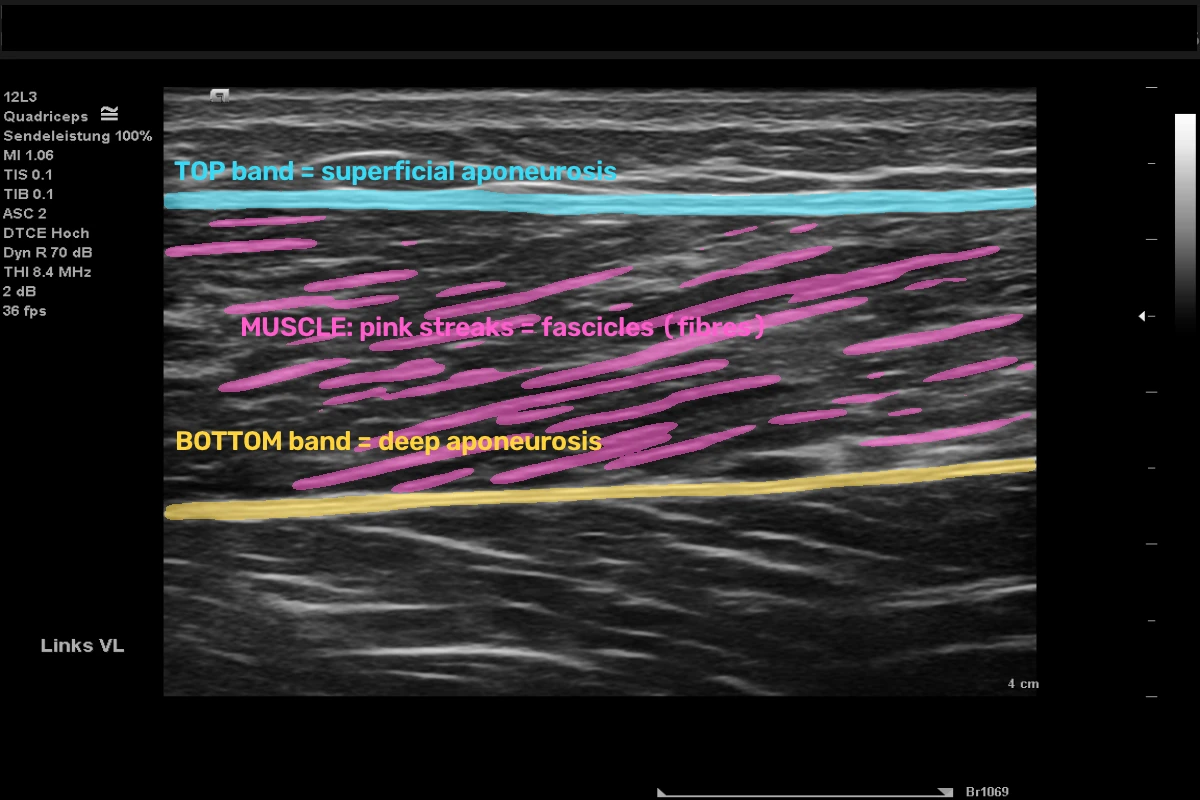 12L3
Quadriceps ≅
Sendeleistung 100%
MI 1.06
TIS 0.1
TIB 0.1
ASC 2
DTCE Hoch
Dyn R 70 dB
THI 8.4 MHz
2 dB
36 fps
TOP band = superficial aponeurosis
MUSCLE: pink streaks = fascicles (fibres)
BOTTOM band = deep aponeurosis
Links VL
4 cm
Br1069